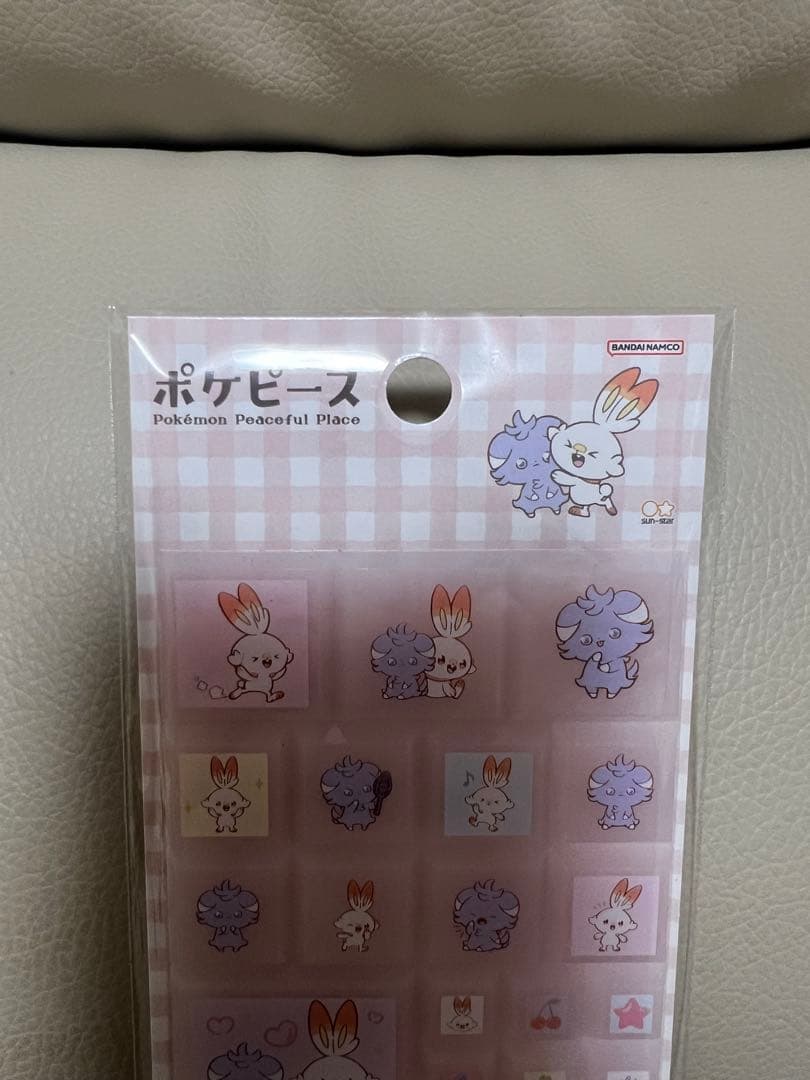 BANDAI NAMCO
ポケピース
Pokémon Peaceful Place
sun-star